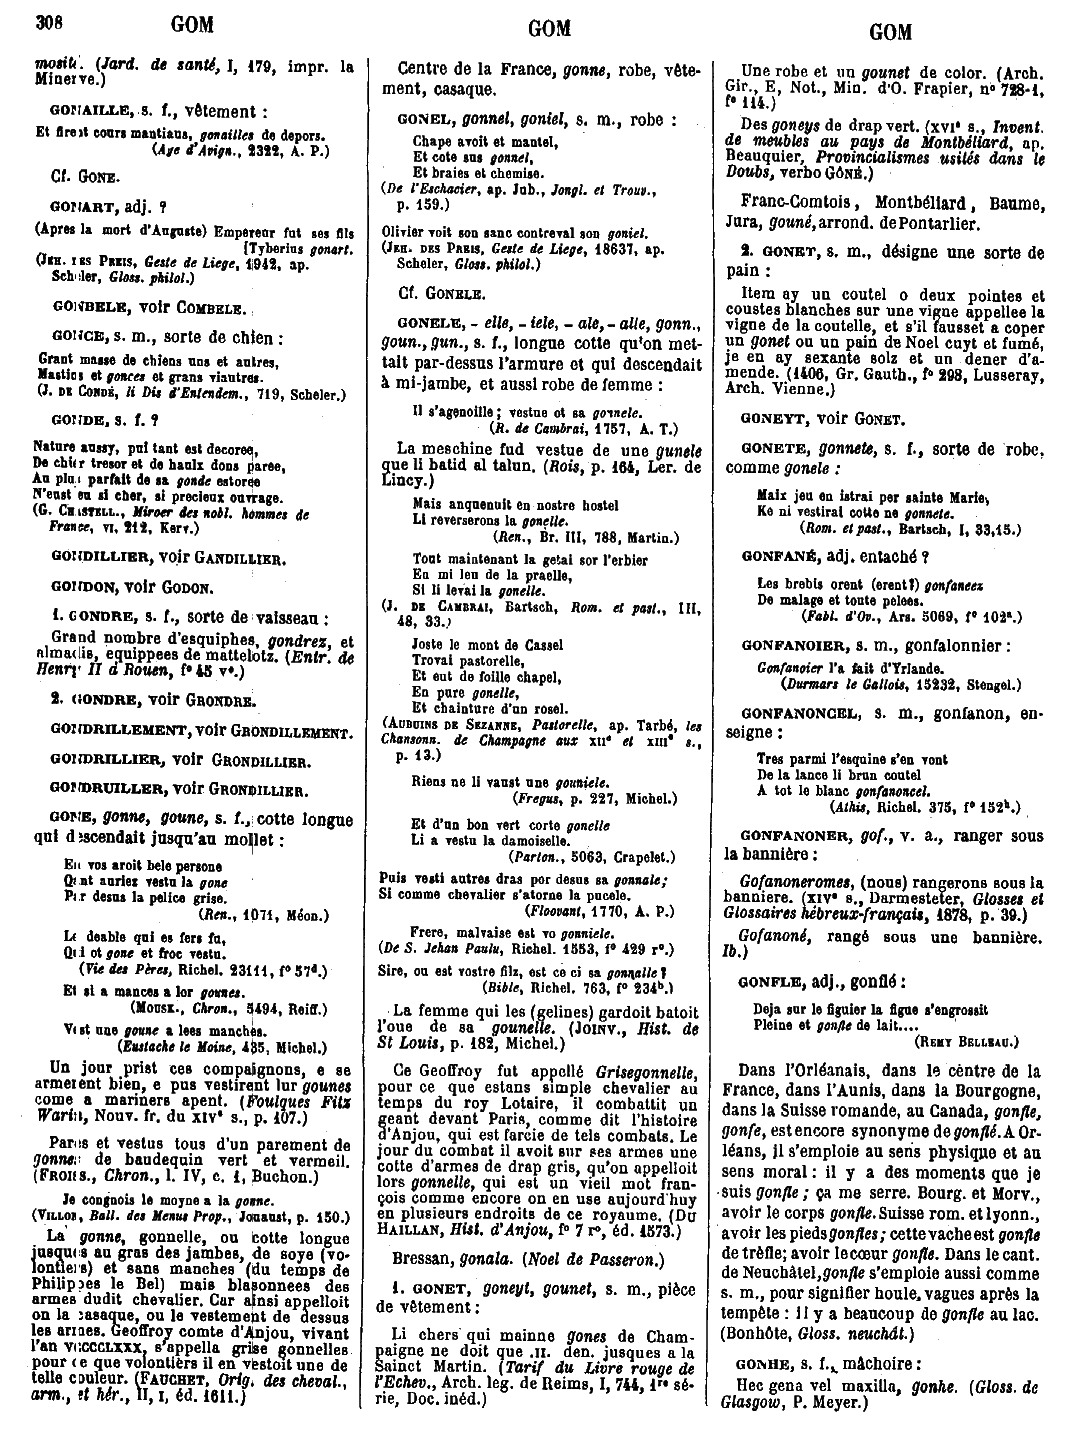 308 GOM GOM GOM
mosité. (Jard. de santé, I, 179, impr. la
Minerve.)
GONAILLE, s. f., vêtement :
Et firent cours mantiaus, gonailles de depors.
(Aye d'Avign., 2322, A. P.)
Cf. GONE.
GONART, adj. ?
(Apres la mort d'Auguste) Empereur fut ses fils
[Tyberius gonart.
(JEH. DES PREIS, Geste de Liege, 1942, ap.
Scheler, Gloss. philol.)
GONBELE, voir COMBELE.
GONCE, s. m., sorte de chien :
Grant masse de chiens uns et autres,
Mastins et gonces et grans viautres.
(J. DE CONDÉ, li Dis d'Entendem., 719, Scheler.)
GONDE, s. f. ?
Nature aussy, pui tant est decoree,
De chier tresor et de haulx dons paree,
Au plus parfait de sa gonde estoree
N'eust eu si cher, si precieux ouvrage.
(G. CHASTELL., Miroer des nobl. hommes de
France, VI, 212, Kerv.)
GONDILLIER, voir GANDILLIER.
GONDON, voir GODON.
1. GONDRE, s. f., sorte de vaisseau :
Grand nombre d'esquiphes, gondrez, et
almadis, equippees de mattelotz. (Entr. de
Henry II à Rouen, f° 45 v°.)
2. GONDRE, voir GRONDRE.
GONDRILLEMENT, voir GRONDILLEMENT.
GONDRILLIER, voir GRONDILLIER.
GONDRUILLER, voir GRONDILLIER.
GONE, gonne, goune, s. f., cotte longue
qui descendait jusqu'au mollet :
En vos aroit bele persone
Quant auriez vestu la gone
Par desus la pelice grise.
(Ren., 1071, Méon.)
Le deable qui es fers fu,
Qui ot gone et froc vestu.
(Vie des Pères, Richel. 23111, f° 57d.)
Et si a mances a lor gounes.
(MOUSK., Chron., 5494, Reiff.)
Vest une goune a lees manches.
(Eustache le Moine, 435, Michel.)
Un jour prist ces compaignons, e se
armerent bien, e pus vestirent lur gounes
come a mariners apent. (Foulques Fitz
Warin, Nouv. fr. du XIVe s., p. 107.)
Parés et vestus tous d'un parement de
gonnes de baudequin vert et vermeil.
(FROISS., Chron., l. IV, c. 1, Buchon.)
Je congnois le moyne a la gonne.
(VILLON, Ball. des Menus Prop., Jouaust, p. 150.)
La gonne, gonnelle, ou cotte longue
jusques au gras des jambes, de soye (vo-
lontiers) et sans manches (du temps de
Philippes le Bel) mais blasonnees des
armes dudit chevalier. Car ainsi appelloit
on la casaque, ou le vestement de dessus
les armes. Geoffroy comte d'Anjou, vivant
l'an VCCCCLXXX, s'appella grise gonnelles
pour ce que volontiers il en vestoit une de
telle couleur. (FAUCHET, Orig. des cheval.,
arm., et hér., II, I, éd. 1611.)
Centre de la France, gonne, robe, vête-
ment, casaque.
GONEL, gonnel, goniel, s. m., robe :
Chape avoit et mantel,
Et cote sus gonnel,
Et braies et chemise.
(De l'Eschacier, ap. Jub., Jongl. et Trouv.,
p. 159.)
Olivier voit son sanc contreval son goniel.
(JEH. DES PREIS, Geste de Liege, 18637, ap.
Scheler, Gloss. philol.)
Cf. GONELE.
GONELE, - elle, - iele, - ale, - alle, gonn.,
goun., gun., s. f., longue cotte qu'on met-
tait par-dessus l'armure et qui descendait
à mi-jambe, et aussi robe de femme :
Il s'agenoille ; vestue ot sa gonnele.
(R. de Cambrai, 1757, A. T.)
La meschine fud vestue de une gunele
que li batid al talun. (Rois, p. 164, Ler. de
Lincy.)
Mais anquenuit en nostre hostel
Li reverserons la gonelle.
(Ren., Br. III, 788, Martin.)
Tout maintenant la getai sor l'erbier
En mi leu de la praelle,
Si li levai la gonelle.
(J. DE CAMBRAI, Bartsch, Rom. et past., III,
48, 33.)
Joste le mont de Cassel
Trovai pastorelle,
Et eut de foille chapel,
En pure gonelle,
Et chainture d'un rosel.
(AUDUINS DE SEZANNE, Pastorelle, ap. Tarbé, les
Chansonn. de Champagne aux XIIe et XIIIe s.,
p. 13.)
Riens ne li vaust une gouniele.
(Fregus, p. 227, Michel.)
Et d'un bon vert corte gonelle
Li a vestu la damoiselle.
(Parton., 5063, Crapelet.)
Puis vesti autres dras por desus sa gonnale;
Si comme chevalier s'atorne la pucele.
(Floovant, 1770, A. P.)
Frere, malvaise est vo gonniele.
(De S. Jehan Paulu, Richel. 1553, f° 429 r°.)
Sire, ou est vostre filz, est ce ci sa gonnalle ?
(Bible, Richel. 763, f° 234b.)
La femme qui les (gelines) gardoit batoit
l'oue de sa gounelle. (JOINV., Hist. de
St Louis, p. 182, Michel.)
Ce Geoffroy fut appellé Grisegonnelle,
pour ce que estans simple chevalier au
temps du roy Lotaire, il combattit un
geant devant Paris, comme dit l'histoire
d'Anjou, qui est farcie de tels combats. Le
jour du combat il avoit sur ses armes une
cotte d'armes de drap gris, qu'on appelloit
lors gonnelle, qui est un vieil mot fran-
çois comme encore on en use aujourd'huy
en plusieurs endroits de ce royaume. (DU
HAILLAN, Hist. d'Anjou, f° 7 r°, éd. 1573.)
Bressan, gonala. (Noel de Passeron.)
1. GONET, goneyt, gounet, s. m., pièce
de vêtement :
Li chers qui mainne gones de Cham-
paigne ne doit que .II. den. jusques a la
Sainct Martin. (Tarif du Livre rouge de
l'Echev., Arch. leg. de Reims, I, 744, 1re sé-
rie, Doc. inéd.)
Une robe et un gounet de color. (Arch.
Gir., E, Not., Min. d'O. Frapier, n° 728-1,
f° 114.)
Des goneys de drap vert. (XVIe s., Invent.
de meubles au pays de Montbéliard, ap.
Beauquier, Provincialismes usités dans le
Doubs, verbo GÔNÉ.)
Franc-Comtois, Montbéliard, Baume,
Jura, gouné, arrond. de Pontarlier.
2. GONET, s. m., désigne une sorte de
pain :
Item ay un coutel o deux pointes et
coustes blanches sur une vigne appellee la
vigne de la coutelle, et s'il fausset a coper
un gonet ou un pain de Noel cuyt et fumé,
je en ay sexante solz et un dener d'a-
mende. (1406, Gr. Gauth., f° 298, Lusseray,
Arch. Vienne.)
GONEYT, voir GONET.
GONETE, gonnete, s. f., sorte de robe,
comme gonele :
Maix jeu en istrai per sainte Marie,
Ke ni vestirai cotte ne gonnete.
(Rom. et past., Bartsch, I, 33,15.)
GONFANÉ, adj. entaché ?
Les brebis orent (erent?) gonfaneez
De malage et toute pelees.
(Fabl. d'Ov., Ars. 5069, f° 102a.)
GONFANOIER, s. m., gonfalonnier :
Gonfanoier l'a fait d'Yrlande.
(Durmars le Gallois, 15232, Stengel.)
GONFANONCEL, s. m., gonfanon, en-
seigne :
Tres parmi l'esquine s'en vont
De la lance li brun coutel
A tot le blanc gonfanoncel.
(Athis, Richel. 375, f° 152b.)
GONFANONER, gof., v. a., ranger sous
la bannière :
Gofanoneromes, (nous) rangerons sous la
banniere. (XIVe s., Darmesteter, Glosses et
Glossaires hébreux-français, 1878, p. 39.)
Gofanoné, rangé sous une bannière.
Ib.)
GONFLE, adj., gonflé :
Deja sur le figuier la figue s'engrossit
Pleine et gonfle de lait....
(REMY BELLEAU.)
Dans l'Orléanais, dans le centre de la
France, dans l'Aunis, dans la Bourgogne,
dans la Suisse romande, au Canada, gonfle,
gonfe, est encore synonyme de gonflé. A Or-
léans, il s'emploie au sens physique et au
sens moral : il y a des moments que je
suis gonfle ; ça me serre. Bourg. et Morv.,
avoir le corps gonfle. Suisse rom. et lyonn.,
avoir les pieds gonfles ; cette vache est gonfle
de trèfle; avoir le cœur gonfle. Dans le cant.
de Neuchâtel, gonfle s'emploie aussi comme
s. m., pour signifier houle, vagues après la
tempête : il y a beaucoup de gonfle au lac.
(Bonhôte, Gloss. neuchât.)
GONHE, s. f., mâchoire :
Hec gena vel maxilla, gonhe. (Gloss. de
Glasgow, P. Meyer.)